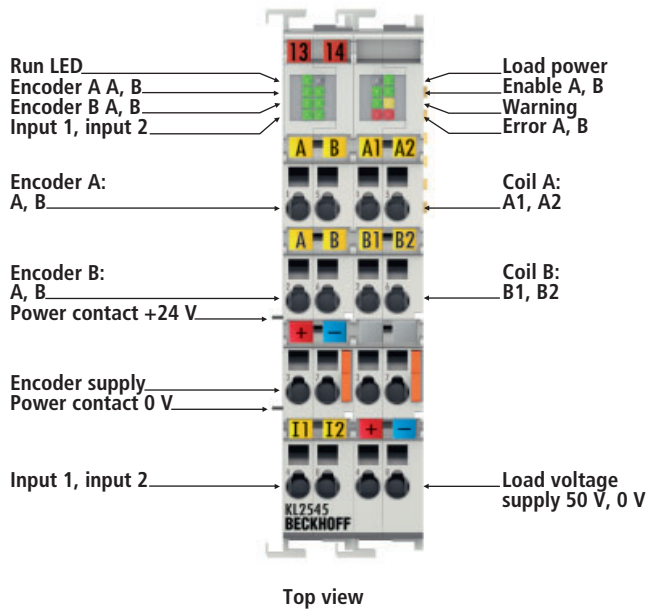 13 14
Run LED
Encoder A A, B
Encoder B A, B
Input 1, input 2
Load power
Enable A, B
Warning
Error A, B
A B A1 A2
Encoder A:
A, B
Coil A:
A1, A2
A B B1 B2
Encoder B:
A, B
Power contact +24 V
Coil B:
B1, B2
+ −
Encoder supply
Power contact 0 V
I1 I2 + −
Input 1, input 2
Load voltage
supply 50 V, 0 V
KL2545
BECKHOFF
Top view